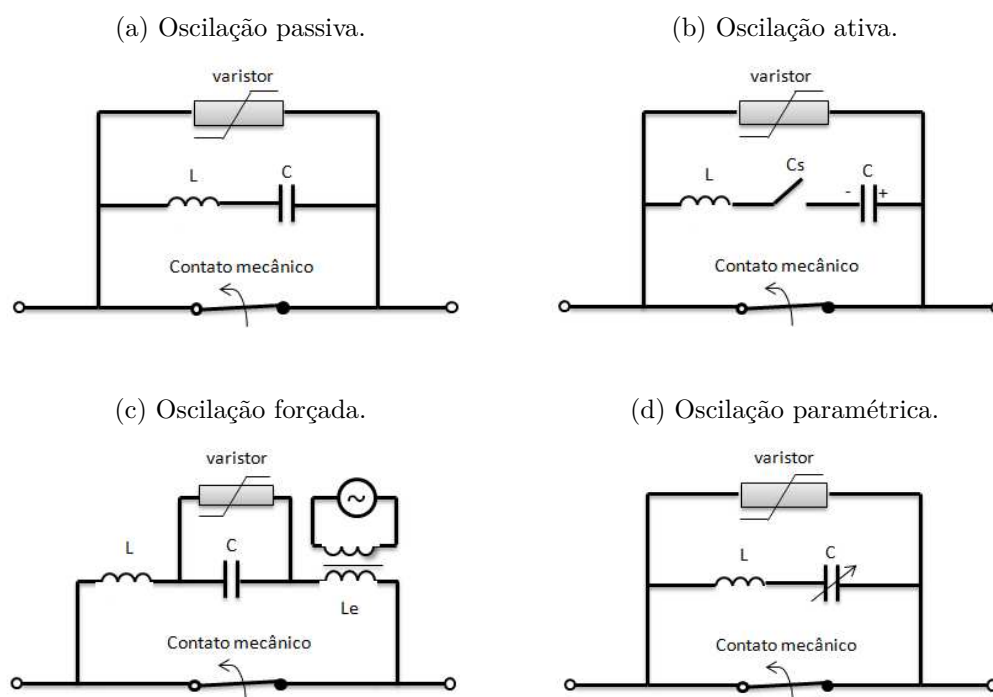 (a) Oscilação passiva.
varistor
L
C
Contato mecânico
(b) Oscilação ativa.
varistor
L
Cs
C
- +
Contato mecânico
(c) Oscilação forçada.
varistor
~
L
C
Le
Contato mecânico
(d) Oscilação paramétrica.
varistor
L
C
Contato mecânico